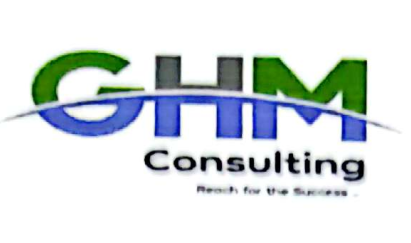 GHM
Consulting
Reach for the Success ..